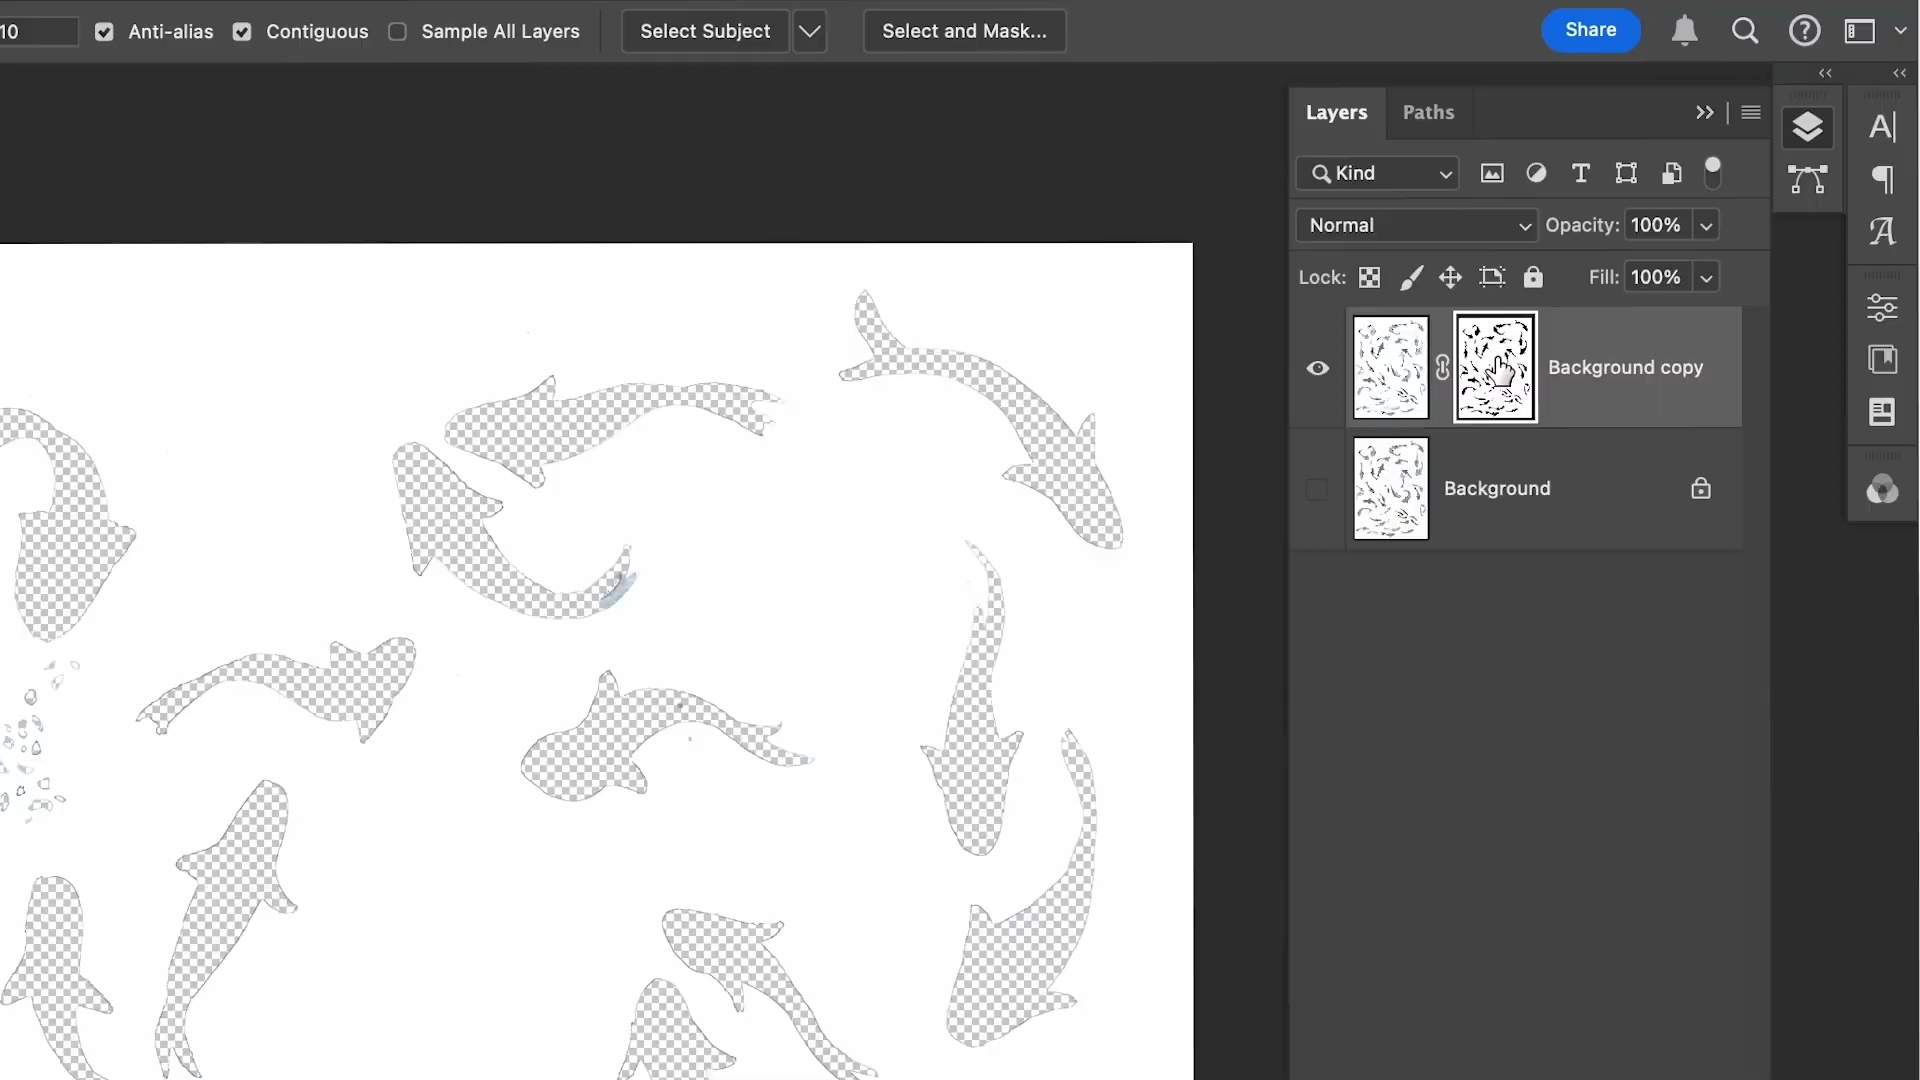 10 Anti-alias Contiguous Sample All Layers Select Subject Select and Mask... Share
Layers Paths
Kind
Normal Opacity: 100%
Lock: Fill: 100%
Background copy
Background